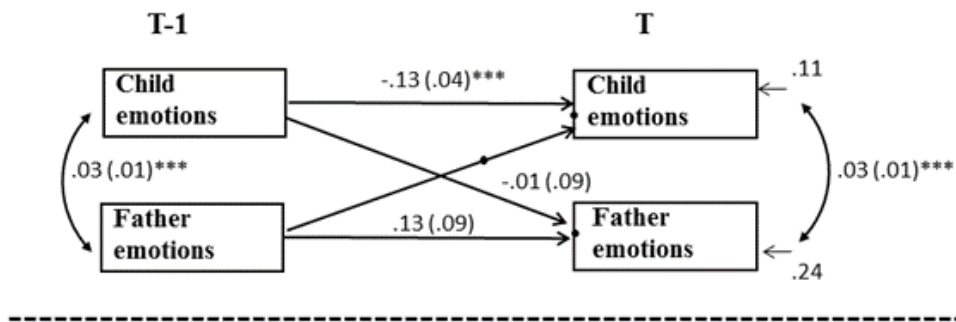 T-1 T
Child
emotions
-.13 (.04)***
Child
emotions
.11
.03 (.01)***
-.01 (.09)
.03 (.01)***
Father
emotions
.13 (.09)
Father
emotions
.24